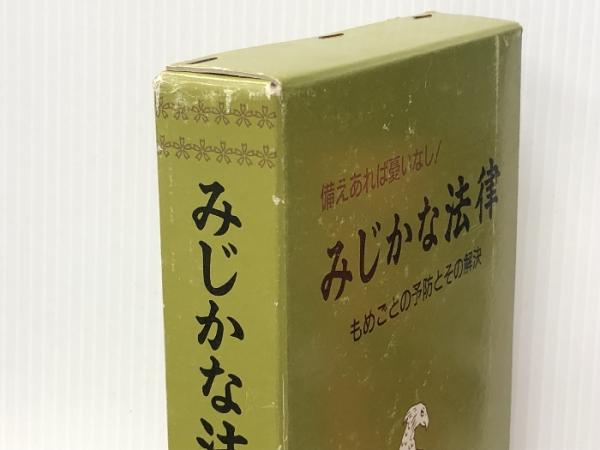 みじかな法
備えあれば憂いなし!
みじかな法律
もめごとの予防とその解決